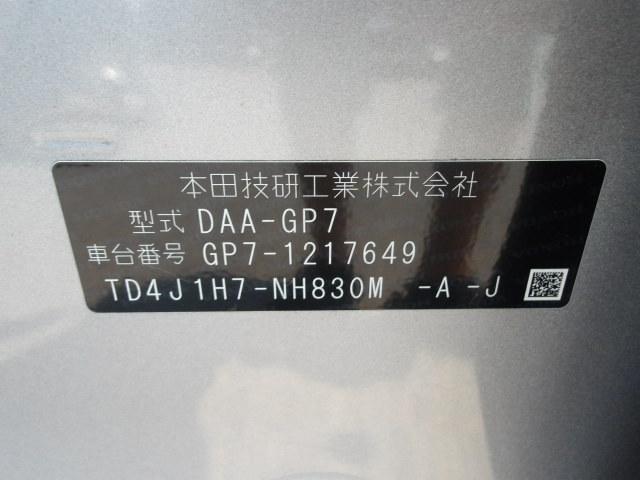 本田技研工業株式会社
型式 DAA-GP7
車台番号 GP7-1217649
TD4J1H7-NH830M -A -J